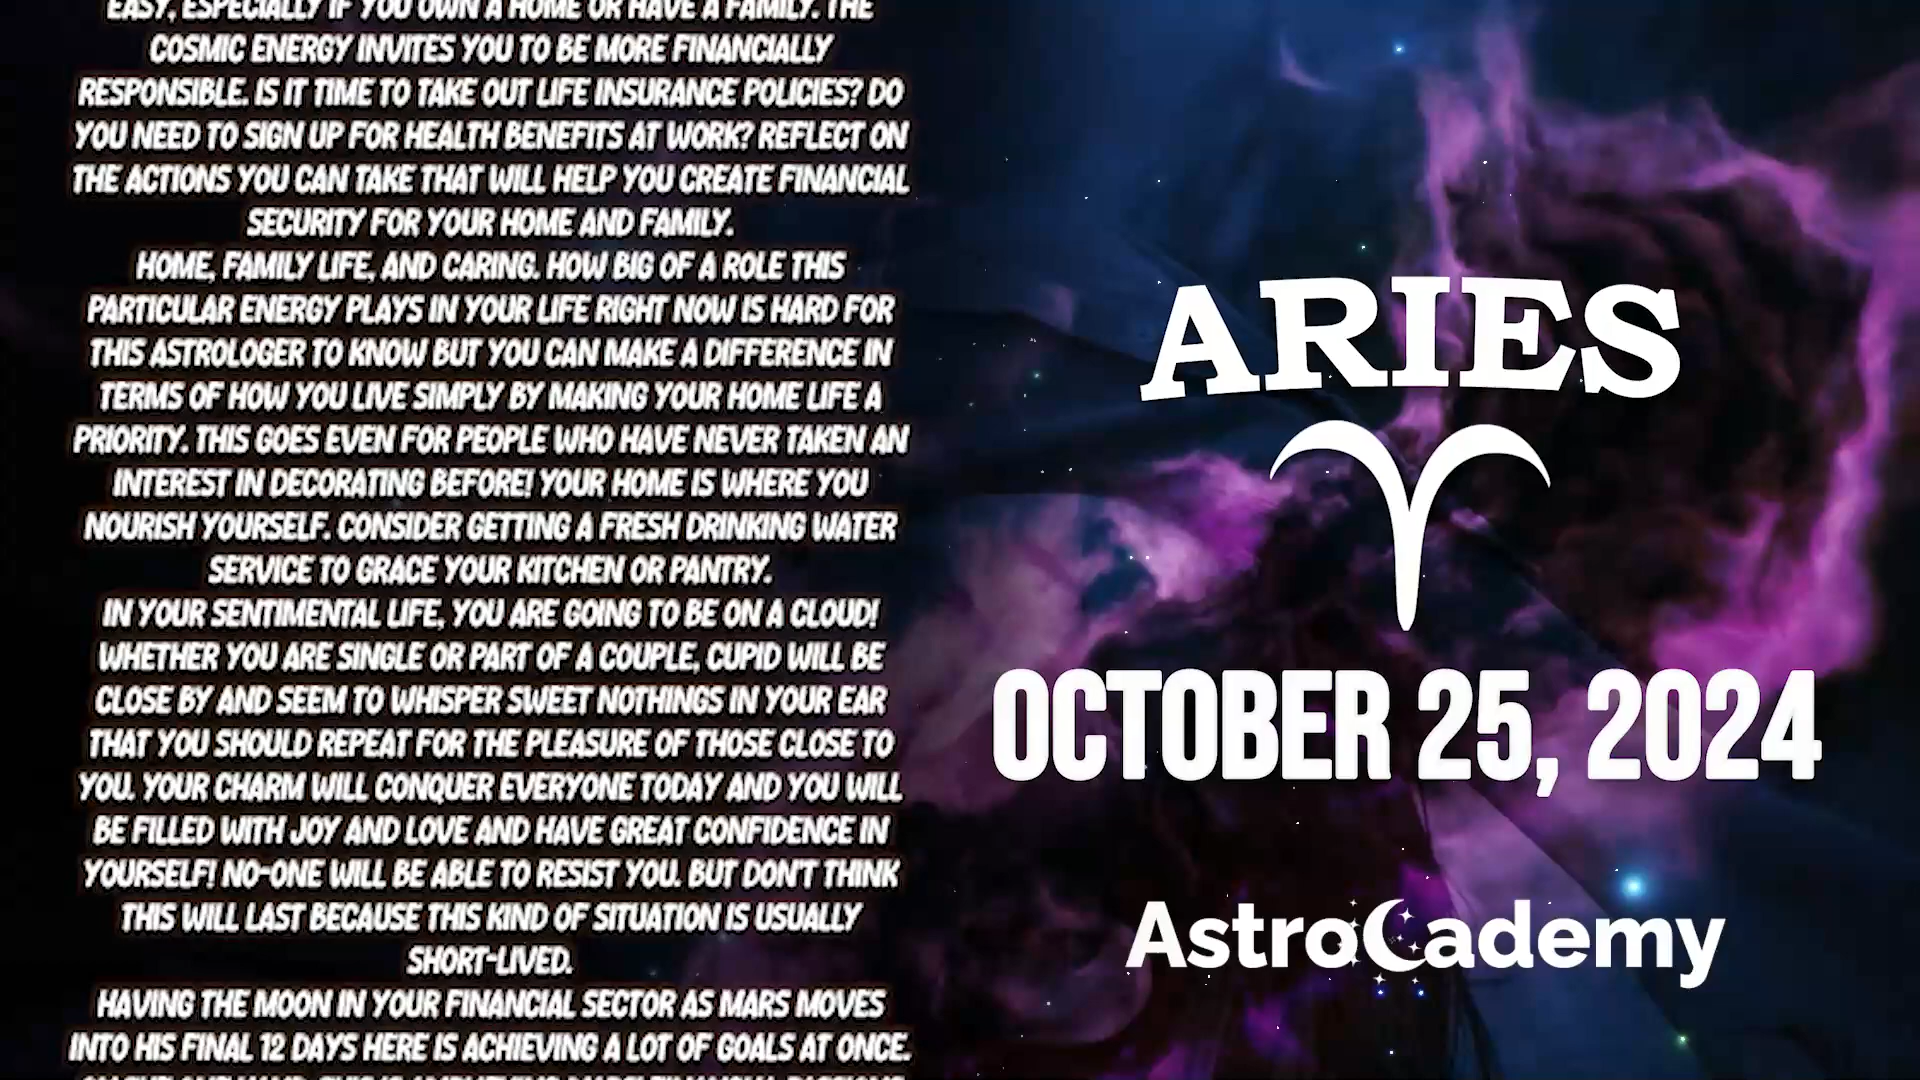 EASY, ESPECIALLY IF YOU OWN A HOME OR HAVE A FAMILY. THE
COSMIC ENERGY INVITES YOU TO BE MORE FINANCIALLY
RESPONSIBLE. IS IT TIME TO TAKE OUT LIFE INSURANCE POLICIES? DO
YOU NEED TO SIGN UP FOR HEALTH BENEFITS AT WORK? REFLECT ON
THE ACTIONS YOU CAN TAKE THAT WILL HELP YOU CREATE FINANCIAL
SECURITY FOR YOUR HOME AND FAMILY.
HOME, FAMILY LIFE, AND CARING. HOW BIG OF A ROLE THIS
PARTICULAR ENERGY PLAYS IN YOUR LIFE RIGHT NOW IS HARD FOR
THIS ASTROLOGER TO KNOW BUT YOU CAN MAKE A DIFFERENCE IN
TERMS OF HOW YOU LIVE SIMPLY BY MAKING YOUR HOME LIFE A
PRIORITY. THIS GOES EVEN FOR PEOPLE WHO HAVE NEVER TAKEN AN
INTEREST IN DECORATING BEFORE! YOUR HOME IS WHERE YOU
NOURISH YOURSELF. CONSIDER GETTING A FRESH DRINKING WATER
SERVICE TO GRACE YOUR KITCHEN OR PANTRY.
IN YOUR SENTIMENTAL LIFE, YOU ARE GOING TO BE ON A CLOUD!
WHETHER YOU ARE SINGLE OR PART OF A COUPLE, CUPID WILL BE
CLOSE BY AND SEEM TO WHISPER SWEET NOTHINGS IN YOUR EAR
THAT YOU SHOULD REPEAT FOR THE PLEASURE OF THOSE CLOSE TO
YOU. YOUR CHARM WILL CONQUER EVERYONE TODAY AND YOU WILL
BE FILLED WITH JOY AND LOVE AND HAVE GREAT CONFIDENCE IN
YOURSELF! NO-ONE WILL BE ABLE TO RESIST YOU. BUT DON'T THINK
THIS WILL LAST BECAUSE THIS KIND OF SITUATION IS USUALLY
SHORT-LIVED.
HAVING THE MOON IN YOUR FINANCIAL SECTOR AS MARS MOVES
INTO HIS FINAL 12 DAYS HERE IS ACHIEVING A LOT OF GOALS AT ONCE.
ARIES
OCTOBER 25, 2024
AstroCademy